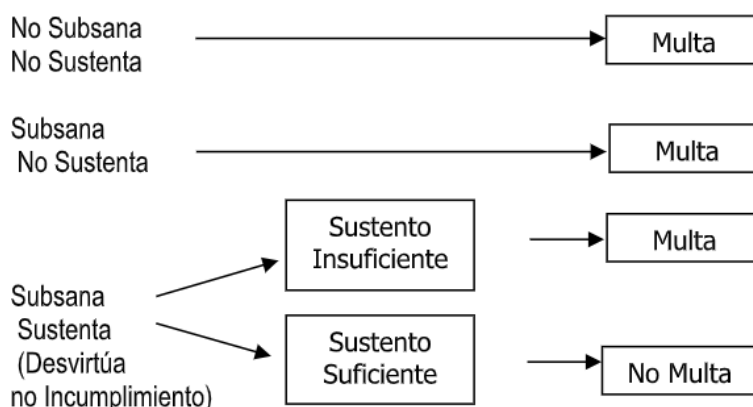 No Subsana
No Sustenta
Multa
Subsana
No Sustenta
Multa
Sustento
Insuficiente
Multa
Subsana
Sustenta
(Desvirtúa
no Incumplimiento)
Sustento
Suficiente
No Multa